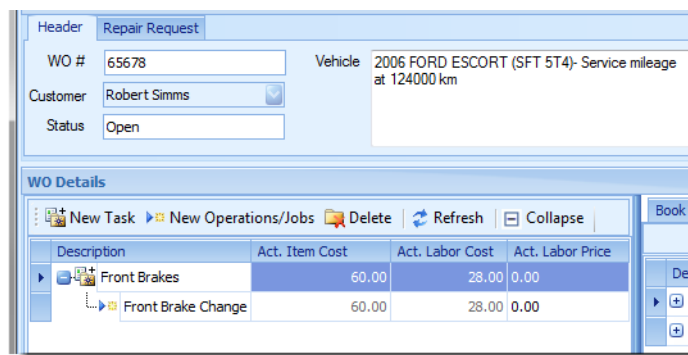 Header Repair Request
WO # 65678 Vehicle 2006 FORD ESCORT (SFT 5T4)- Service mileage
at 124000 km
Customer Robert Simms
Status Open
WO Details
New Task New Operations/Jobs Delete Refresh Collapse Book
Description Act. Item Cost Act. Labor Cost Act. Labor Price
De
Front Brakes 60.00 28.00 0.00
Front Brake Change 60.00 28.00 0.00